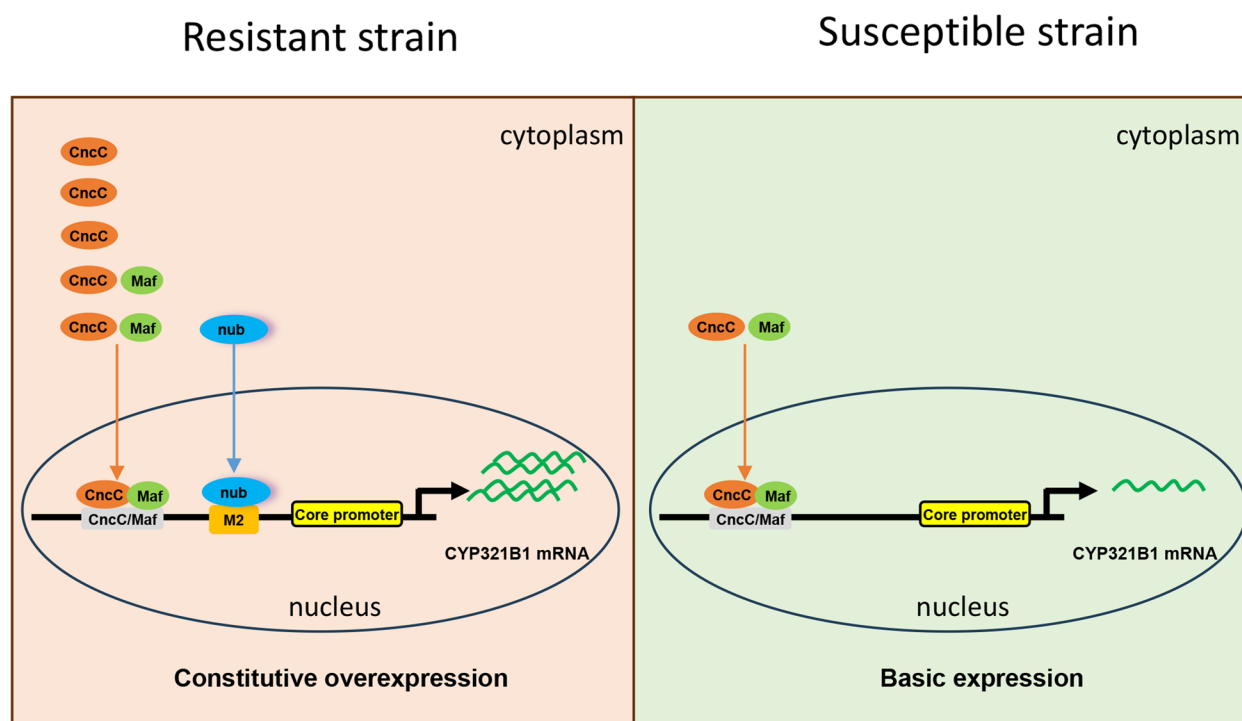 Resistant strain
Susceptible strain
cytoplasm
CncC
CncC
CncC
CncC Maf
CncC Maf
nub
CncC Maf
nub
CncC/Maf
M2
Core promoter
CYP321B1 mRNA
nucleus
Constitutive overexpression
cytoplasm
CncC Maf
CncC Maf
CncC/Maf
Core promoter
CYP321B1 mRNA
nucleus
Basic expression